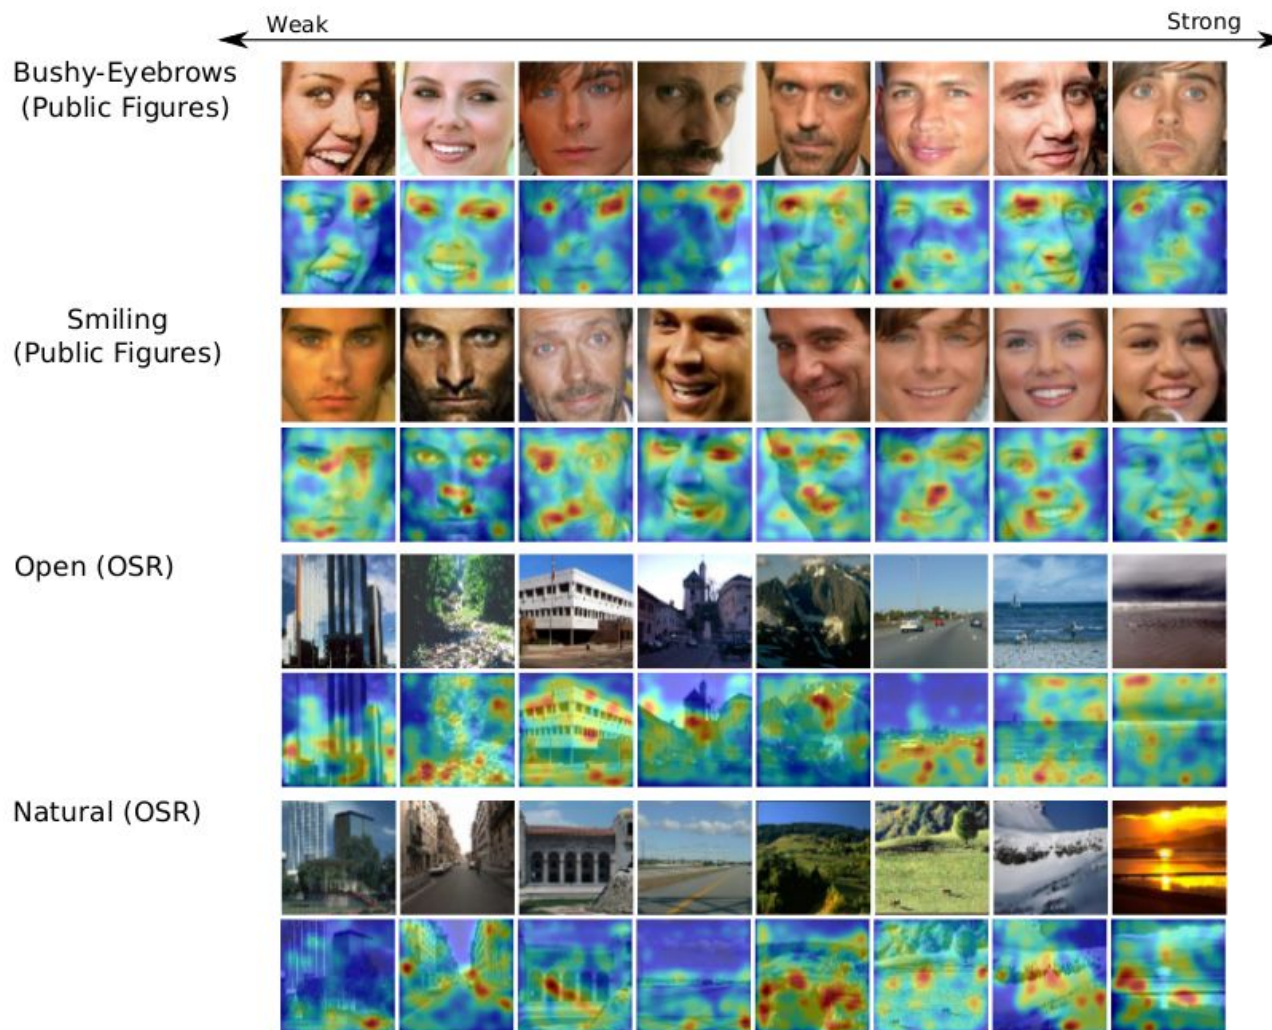 Weak
Strong
Bushy-Eyebrows
(Public Figures)
Smiling
(Public Figures)
Open (OSR)
Natural (OSR)